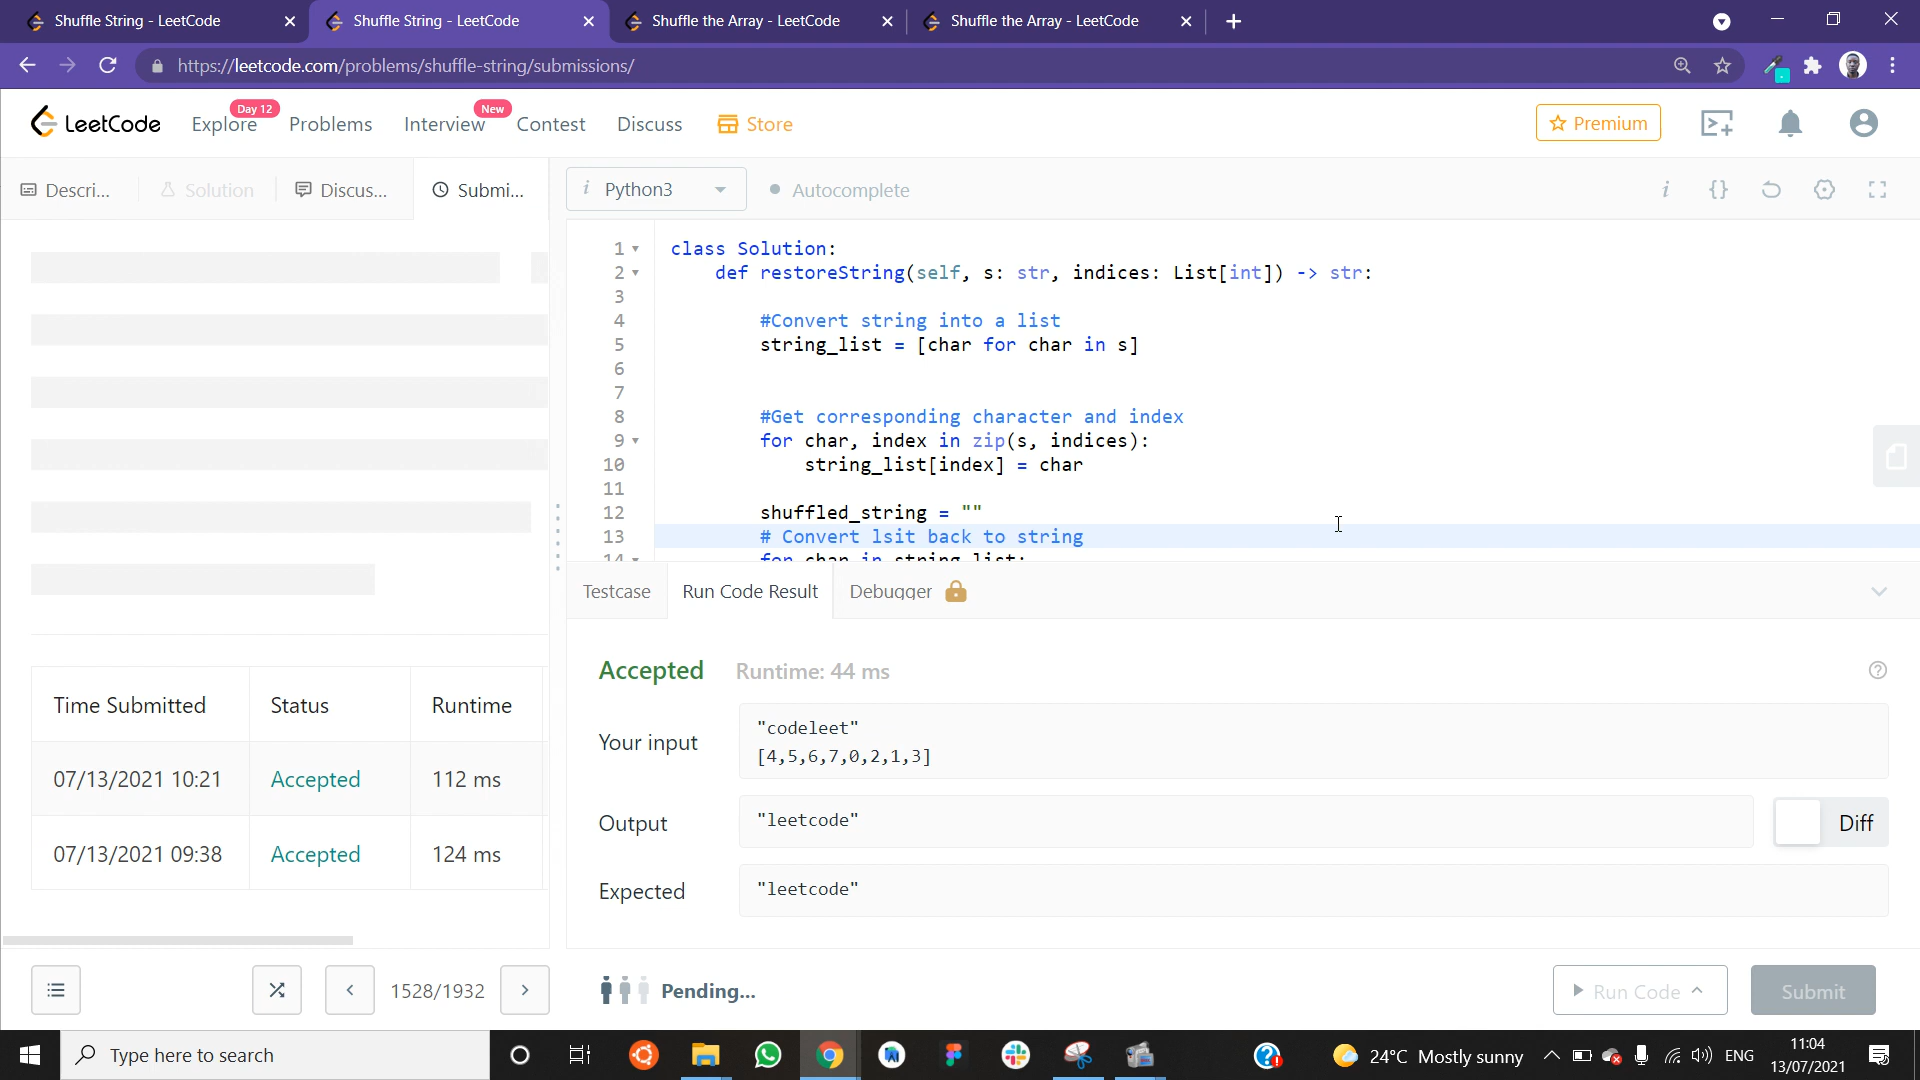 Shuffle String - LeetCode
Shuffle String - LeetCode
Shuffle the Array - LeetCode
Shuffle the Array - LeetCode
https://leetcode.com/problems/shuffle-string/submissions/
LeetCode
Explore
Day 12
Problems
Interview
New
Contest
Discuss
Store
Premium
Descri...
Solution
Discus...
Submi...
i Python3
Autocomplete
i
{}
1 class Solution:
2 def restoreString(self, s: str, indices: List[int]) -> str:
3
4 #Convert string into a list
5 string_list = [char for char in s]
6
7
8 #Get corresponding character and index
9 for char, index in zip(s, indices):
10 string_list[index] = char
11
12 shuffled_string = ""
13 # Convert lsit back to string
14 for char in string_list:
Testcase
Run Code Result
Debugger
Accepted Runtime: 44 ms
Your input
"codeleet"
[4,5,6,7,0,2,1,3]
Output
"leetcode"
Diff
Expected
"leetcode"
Time Submitted Status Runtime
07/13/2021 10:21 Accepted 112 ms
07/13/2021 09:38 Accepted 124 ms
1528/1932
Pending...
Run Code
Submit
Type here to search
24°C Mostly sunny
ENG
11:04
13/07/2021